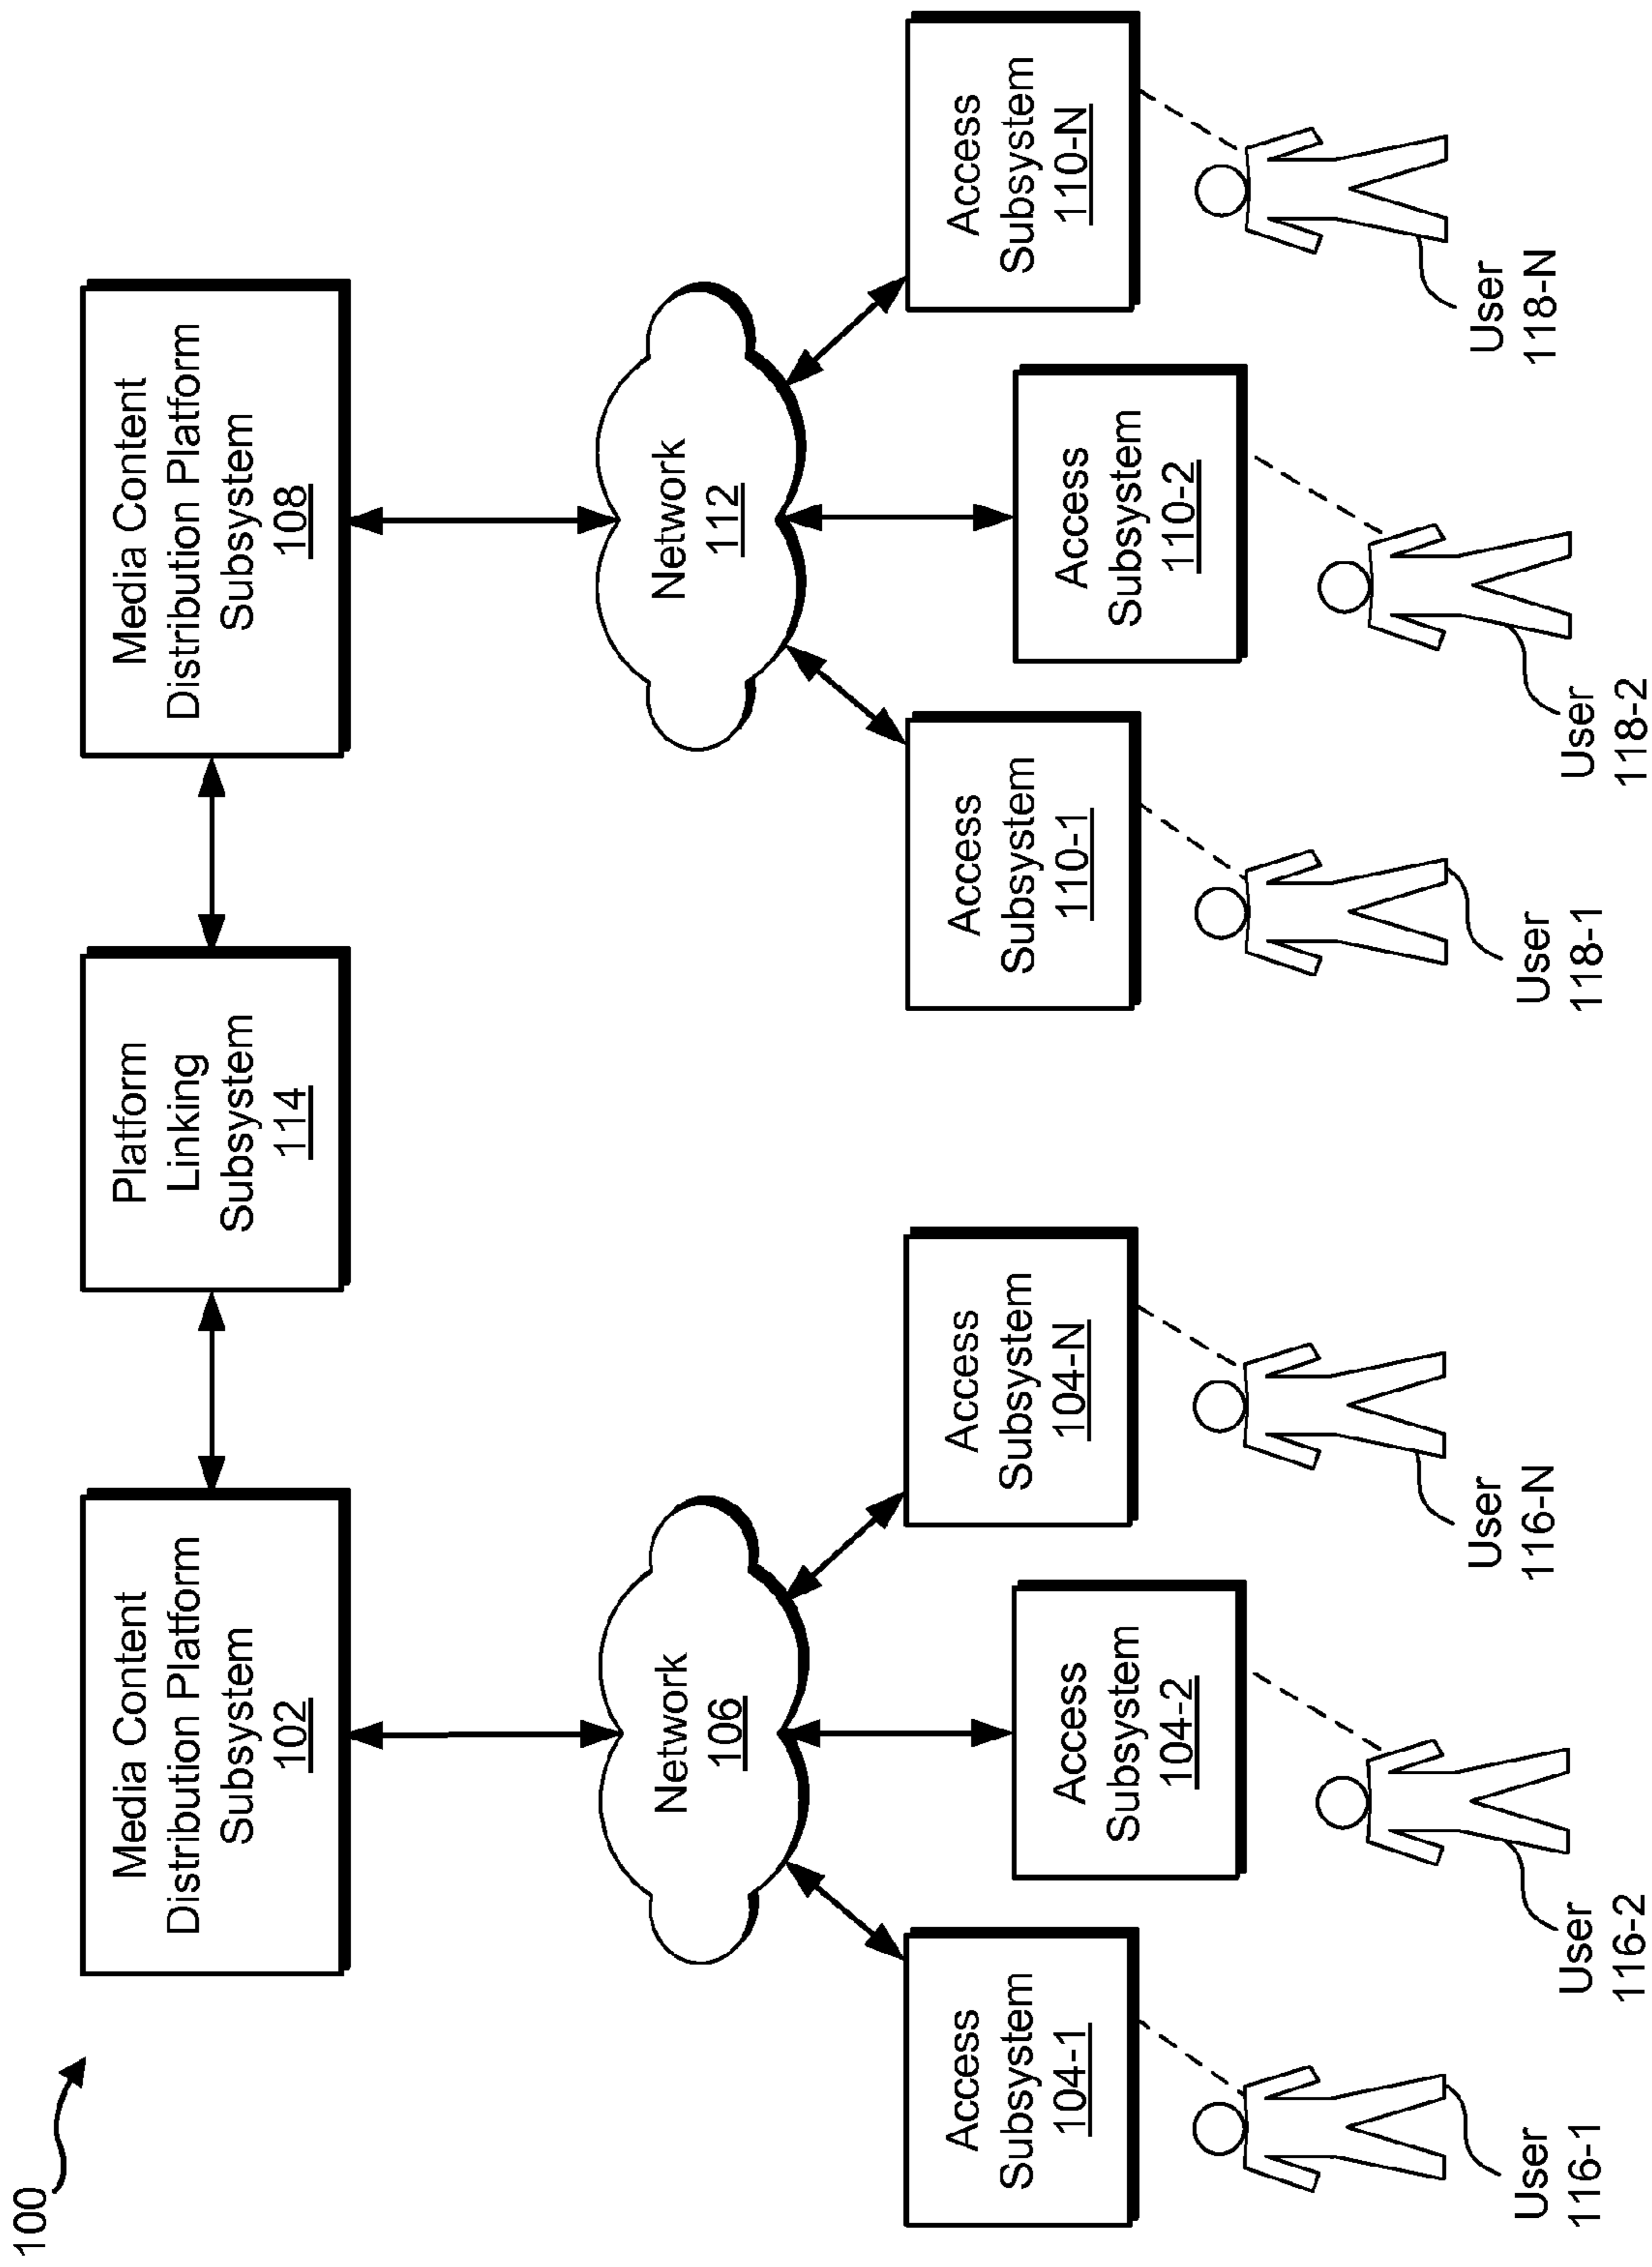 100
Media Content
Distribution Platform
Subsystem
102
Platform
Linking
Subsystem
114
Media Content
Distribution Platform
Subsystem
108
Network
106
Network
112
Access
Subsystem
104-1
Access
Subsystem
104-2
Access
Subsystem
104-N
Access
Subsystem
110-1
Access
Subsystem
110-2
Access
Subsystem
110-N
User
116-1
User
116-2
User
116-N
User
118-1
User
118-2
User
118-N